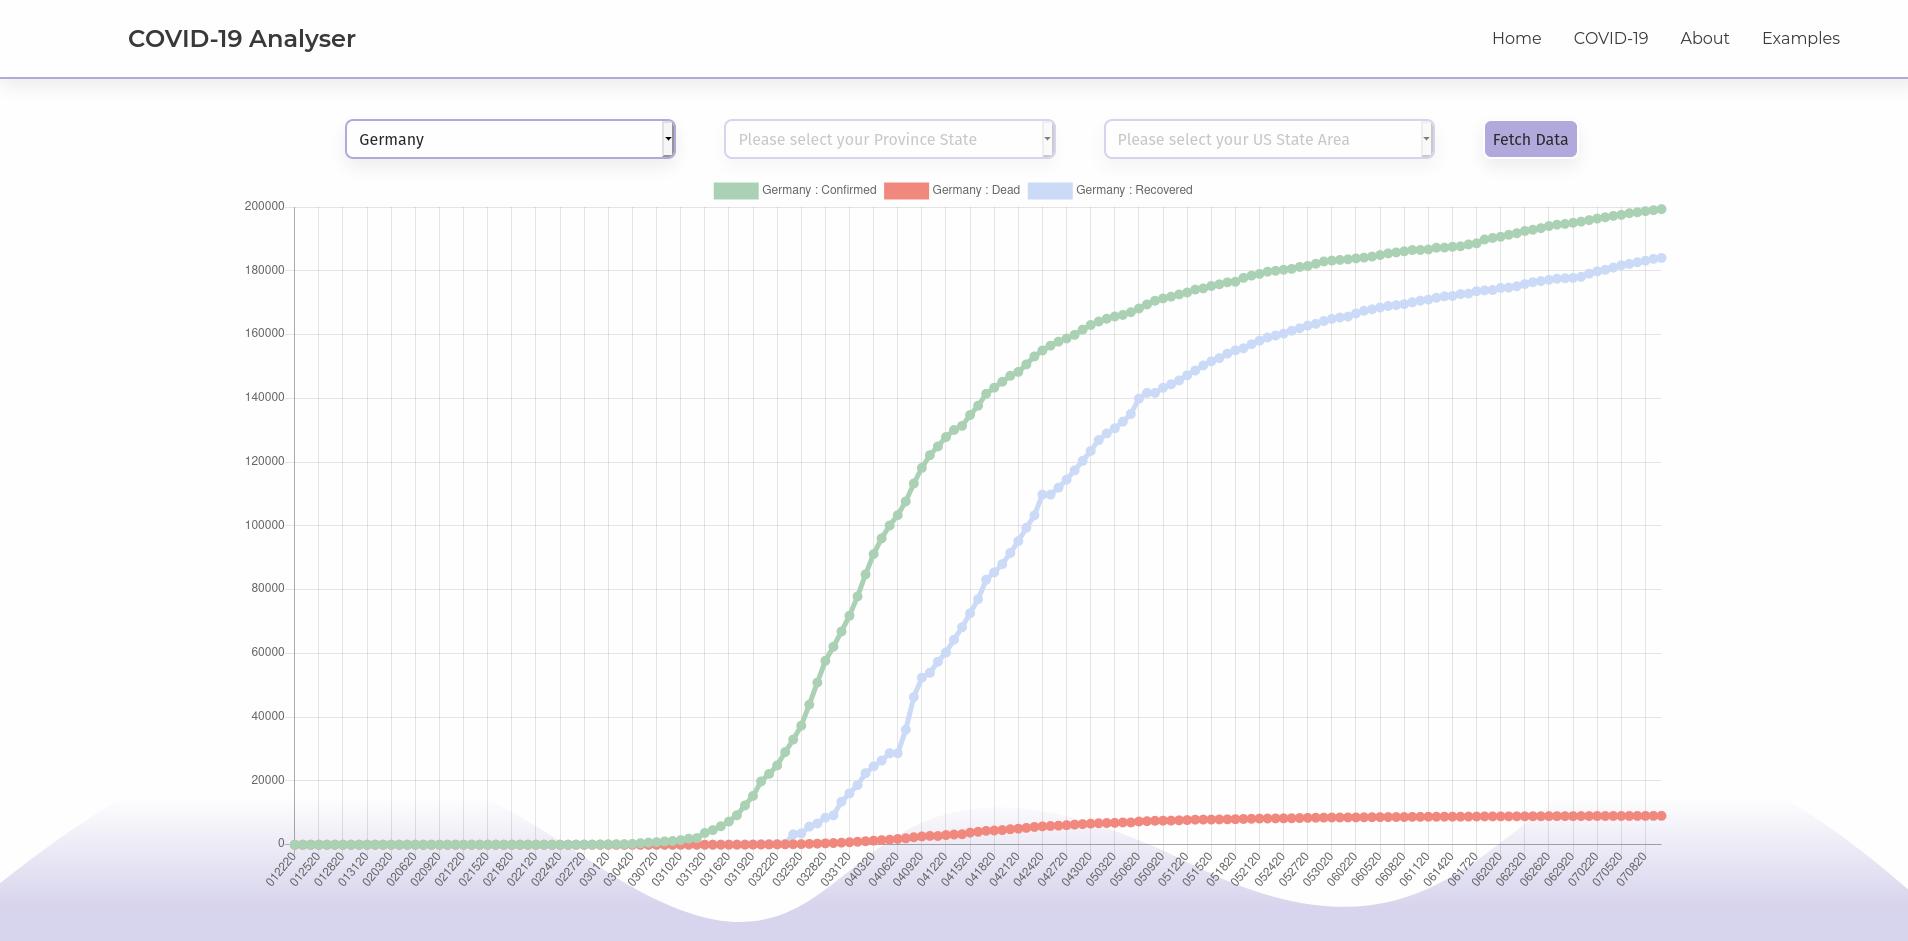 COVID-19 Analyser
Home COVID-19 About Examples
Germany Please select your Province State Please select your US State Area Fetch Data
Germany : Confirmed Germany : Dead Germany : Recovered
200000
180000
160000
140000
120000
100000
80000
60000
40000
20000
0
012220 012520 012820 013120 020320 020620 020920 021220 021520 021820 022120 022420 022720 030120 030420 030720 031020 031320 031620 031920 032220 032520 032820 033120 040320 040620 040920 041220 041520 041820 042120 042420 042720 043020 050320 050620 050920 051220 051520 051820 052120 052420 052720 053020 060220 060520 060820 061120 061420 061720 062020 062320 062620 062920 070220 070520 070820